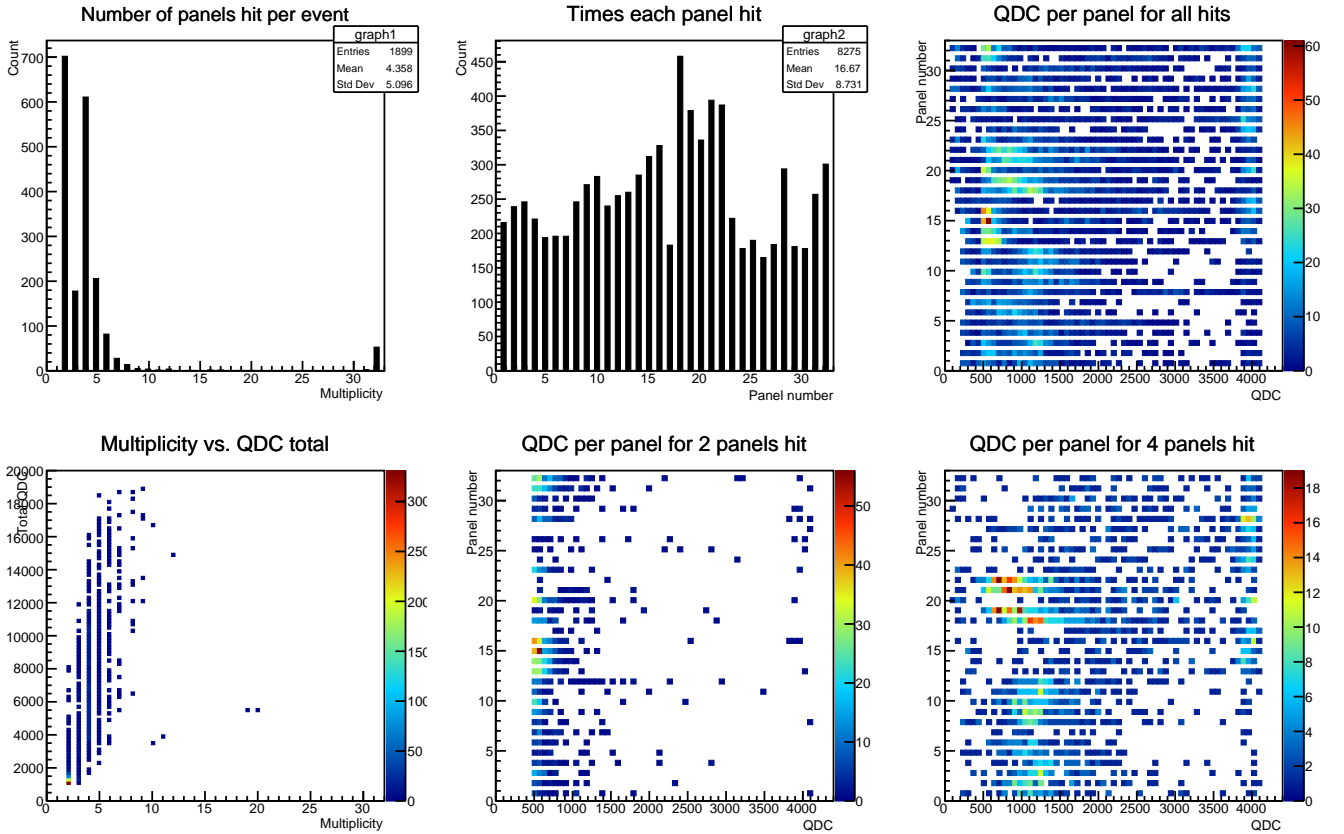 Number of panels hit per event
Count
graph1
Entries 1899
Mean 4.358
Std Dev 5.096
700
600
500
400
300
200
100
0
0 5 10 15 20 25 30
Multiplicity
Times each panel hit
Count
graph2
Entries 8275
Mean 16.67
Std Dev 8.731
450
400
350
300
250
200
150
100
50
0
0 5 10 15 20 25 30
Panel number
QDC per panel for all hits
Panel number
30
25
20
15
10
5
0
0 500 1000 1500 2000 2500 3000 3500 4000
QDC
60
50
40
30
20
10
0
Multiplicity vs. QDC total
Total QDC
20000
18000
16000
14000
12000
10000
8000
6000
4000
2000
0
0 5 10 15 20 25 30
Multiplicity
300
250
200
150
100
50
0
QDC per panel for 2 panels hit
Panel number
30
25
20
15
10
5
0
0 500 1000 1500 2000 2500 3000 3500 4000
QDC
50
40
30
20
10
0
QDC per panel for 4 panels hit
Panel number
30
25
20
15
10
5
0
0 500 1000 1500 2000 2500 3000 3500 4000
QDC
18
16
14
12
10
8
6
4
2
0